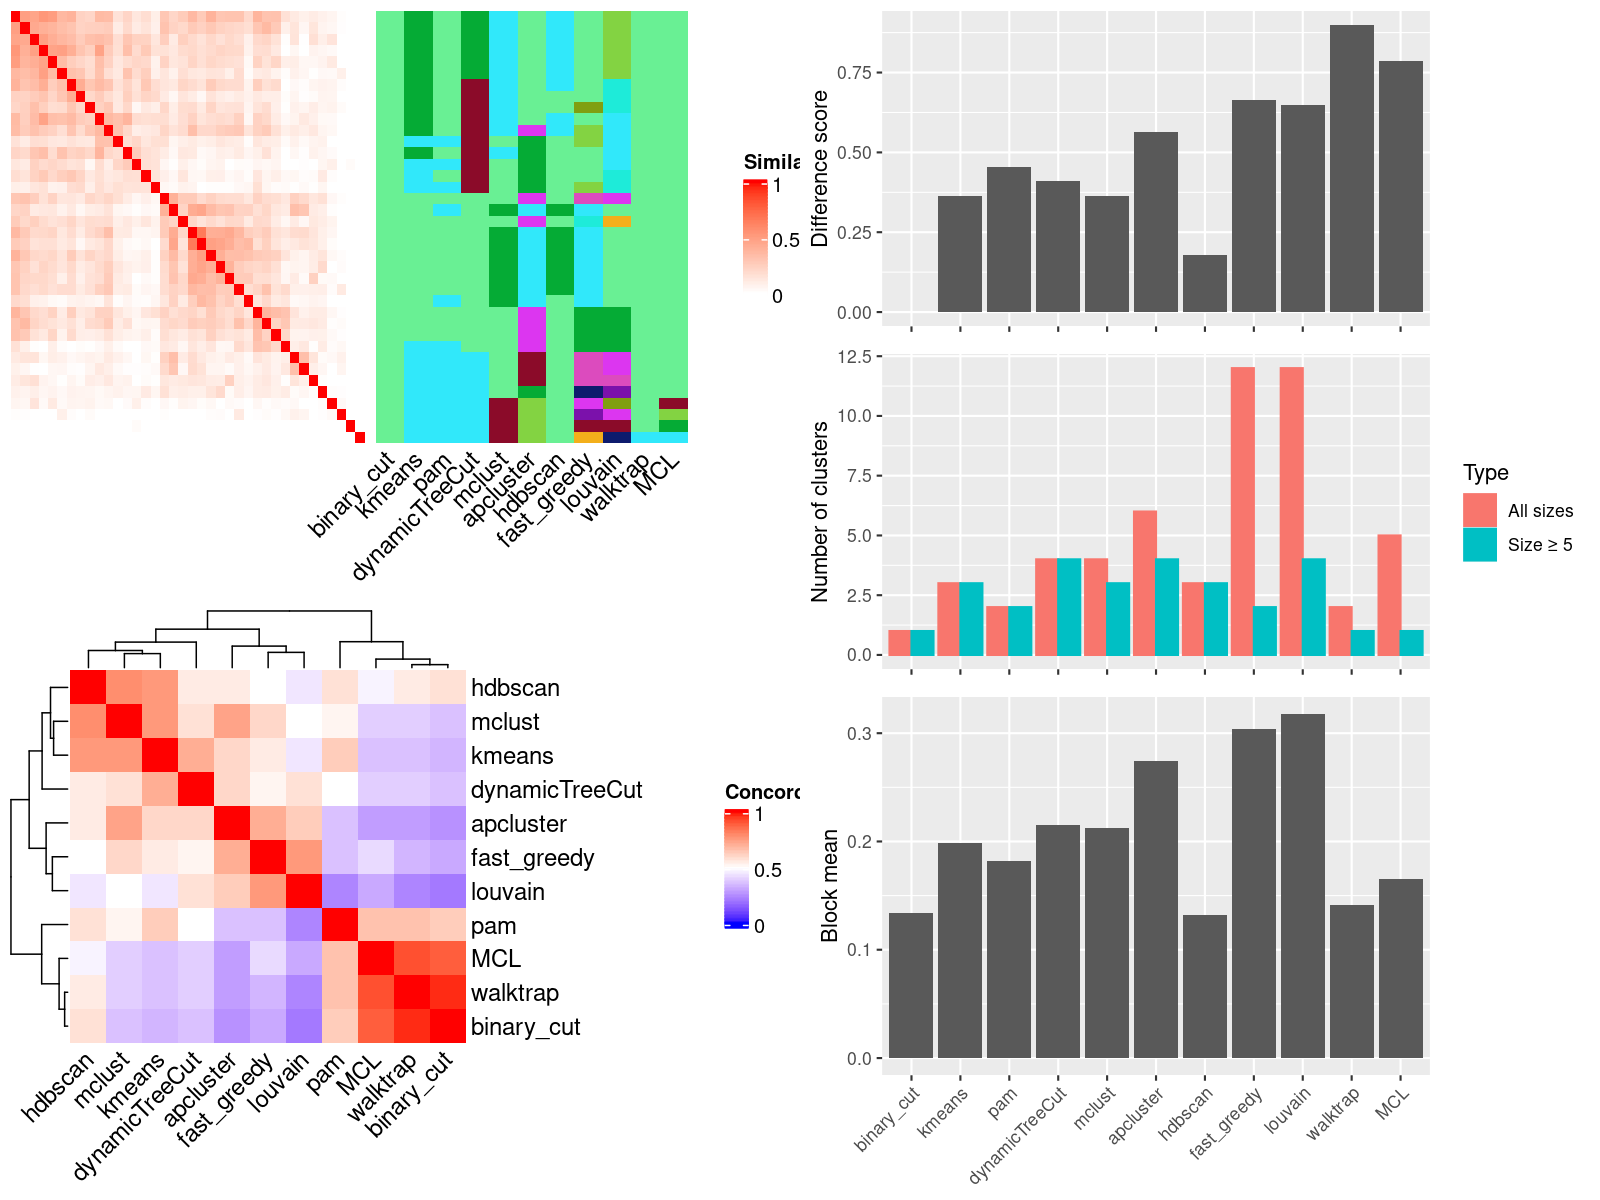 Simila
1
0.5
0
binary_cut
kmeans
pam
dynamicTreeCut
mclust
apcluster
hdbscan
fast_greedy
louvain
walktrap
MCL
hdbscan
mclust
kmeans
dynamicTreeCut
apcluster
fast_greedy
louvain
pam
MCL
walktrap
binary_cut
Concord
1
0.5
0
hdbscan
mclust
kmeans
dynamicTreeCut
apcluster
fast_greedy
louvain
pam
MCL
walktrap
binary_cut
Difference score
0.75
0.50
0.25
0.00
Number of clusters
12.5
10.0
7.5
5.0
2.5
0.0
Type
All sizes
Size ≥ 5
Block mean
0.3
0.2
0.1
0.0
binary_cut
kmeans
pam
dynamicTreeCut
mclust
apcluster
hdbscan
fast_greedy
louvain
walktrap
MCL